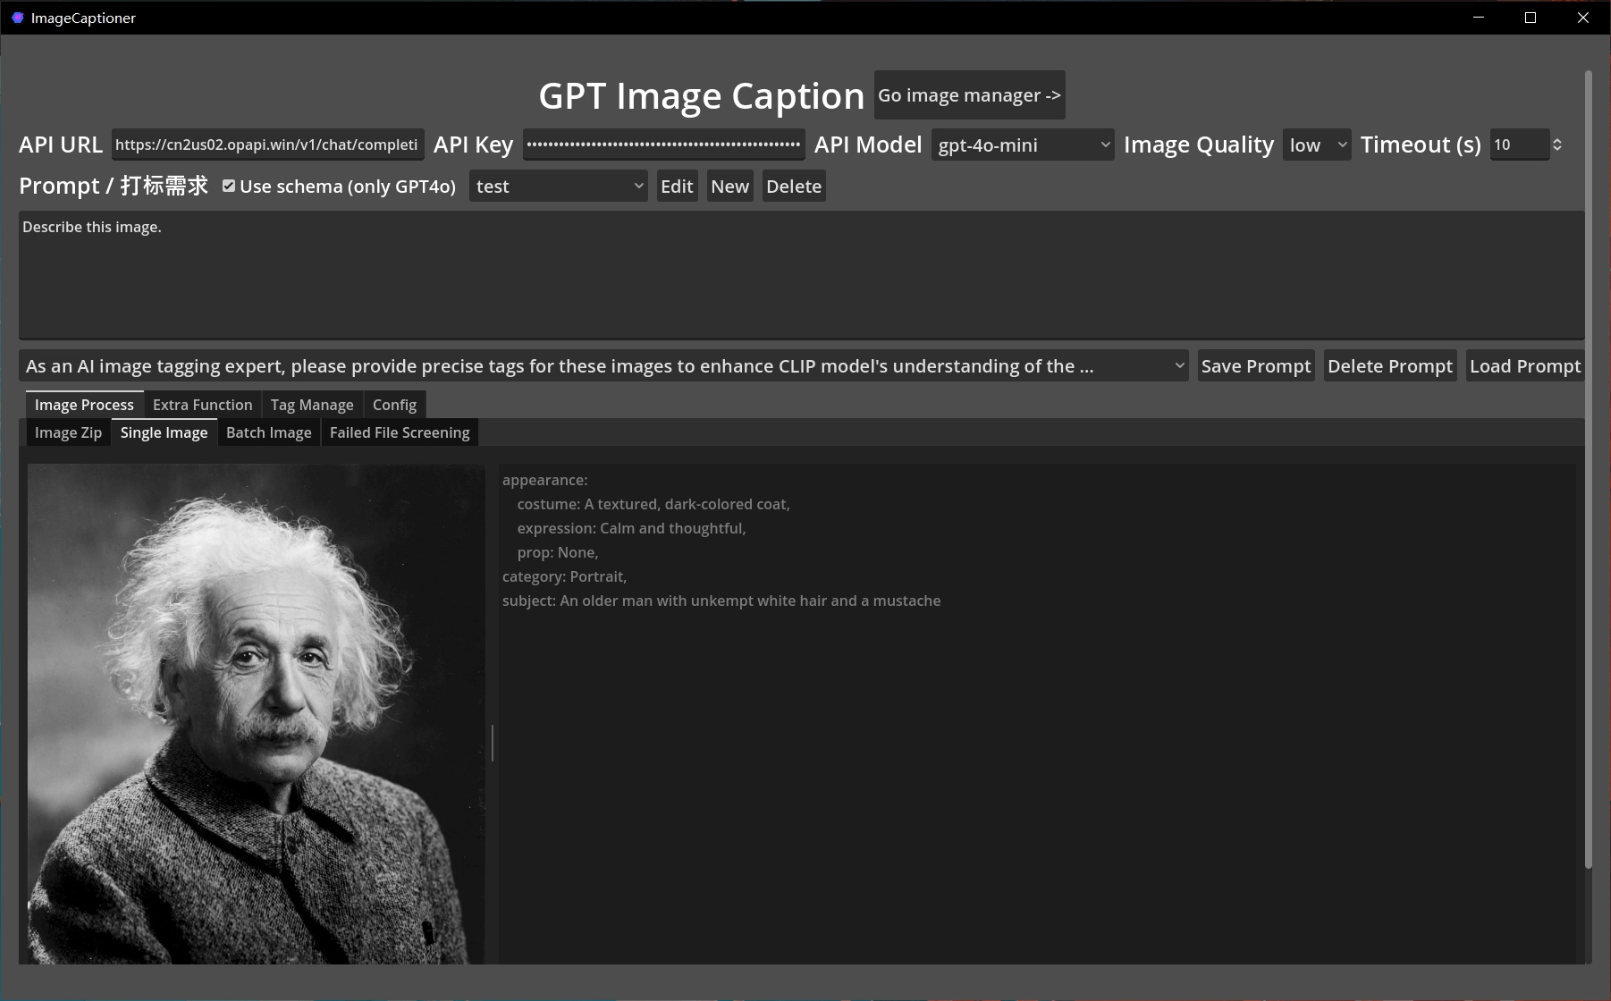 ImageCaptioner
GPT Image Caption Go image manager ->
API URL https://cn2us02.opapi.win/v1/chat/completi API Key •••••••••••••••••••••••••••••••••••••••••••••••••• API Model gpt-4o-mini Image Quality low Timeout (s) 10
Prompt / 打标需求 Use schema (only GPT4o) test Edit New Delete
Describe this image.
As an AI image tagging expert, please provide precise tags for these images to enhance CLIP model's understanding of the ... Save Prompt Delete Prompt Load Prompt
Image Process Extra Function Tag Manage Config
Image Zip Single Image Batch Image Failed File Screening
appearance:
costume: A textured, dark-colored coat,
expression: Calm and thoughtful,
prop: None,
category: Portrait,
subject: An older man with unkempt white hair and a mustache